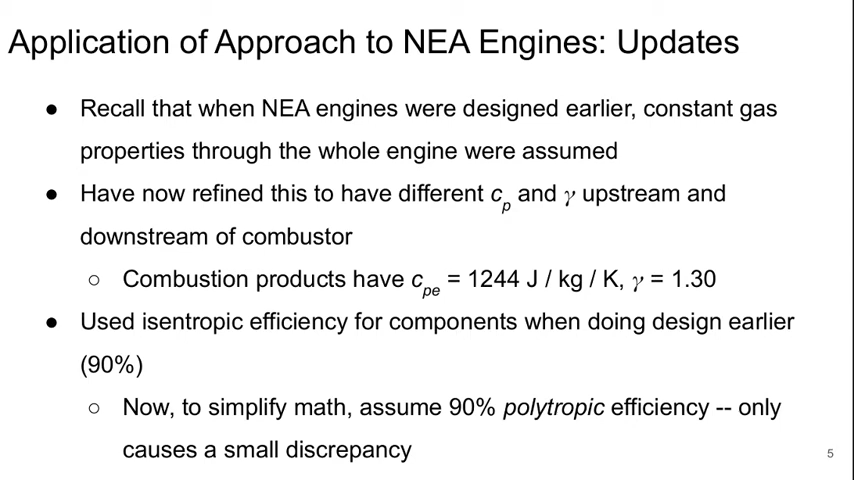 Application of Approach to NEA Engines: Updates
● Recall that when NEA engines were designed earlier, constant gas
properties through the whole engine were assumed
● Have now refined this to have different cp and γ upstream and
downstream of combustor
○ Combustion products have cpe = 1244 J / kg / K, γ = 1.30
● Used isentropic efficiency for components when doing design earlier
(90%)
○ Now, to simplify math, assume 90% polytropic efficiency -- only
causes a small discrepancy
5